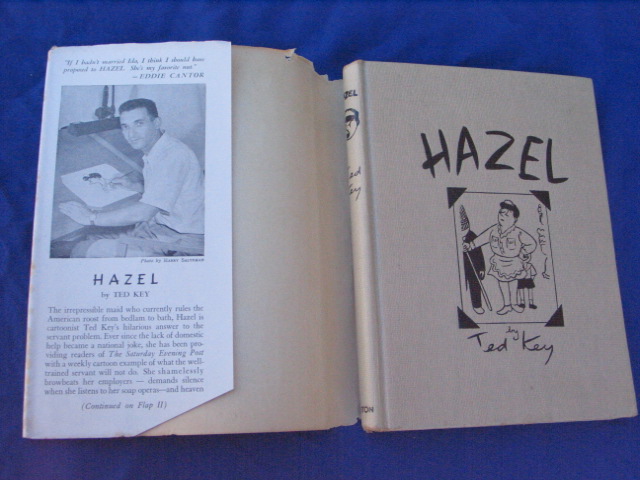 "If I hadn't married Ida, I think I should have
proposed to HAZEL. She's my favorite nut"
— EDDIE CANTOR
Photo by
HAZEL
by TED KEY
The irrepressible maid who currently rules the
American roost from bedlam to bath, Hazel is
cartoonist Ted Key's hilarious answer to the
servant problem. Ever since the lack of domestic
help became a national joke, she has been pro-
viding readers of The Saturday Evening Post
with a weekly cartoon example of what the well-
trained servant will not do. She shamelessly
browbeats her employers — demands silence
when she listens to her soap operas—and heaven
(Continued on Flap II)
ZEL
Ted
Key
TON
HAZEL
by
Ted Key